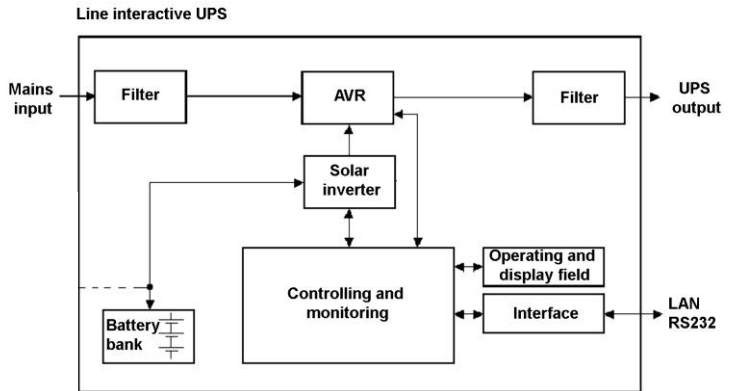 Line interactive UPS
Mains
input
Filter
AVR
Filter
UPS
output
Solar
inverter
Controlling and
monitoring
Operating and
display field
Interface
LAN
RS232
Battery
bank